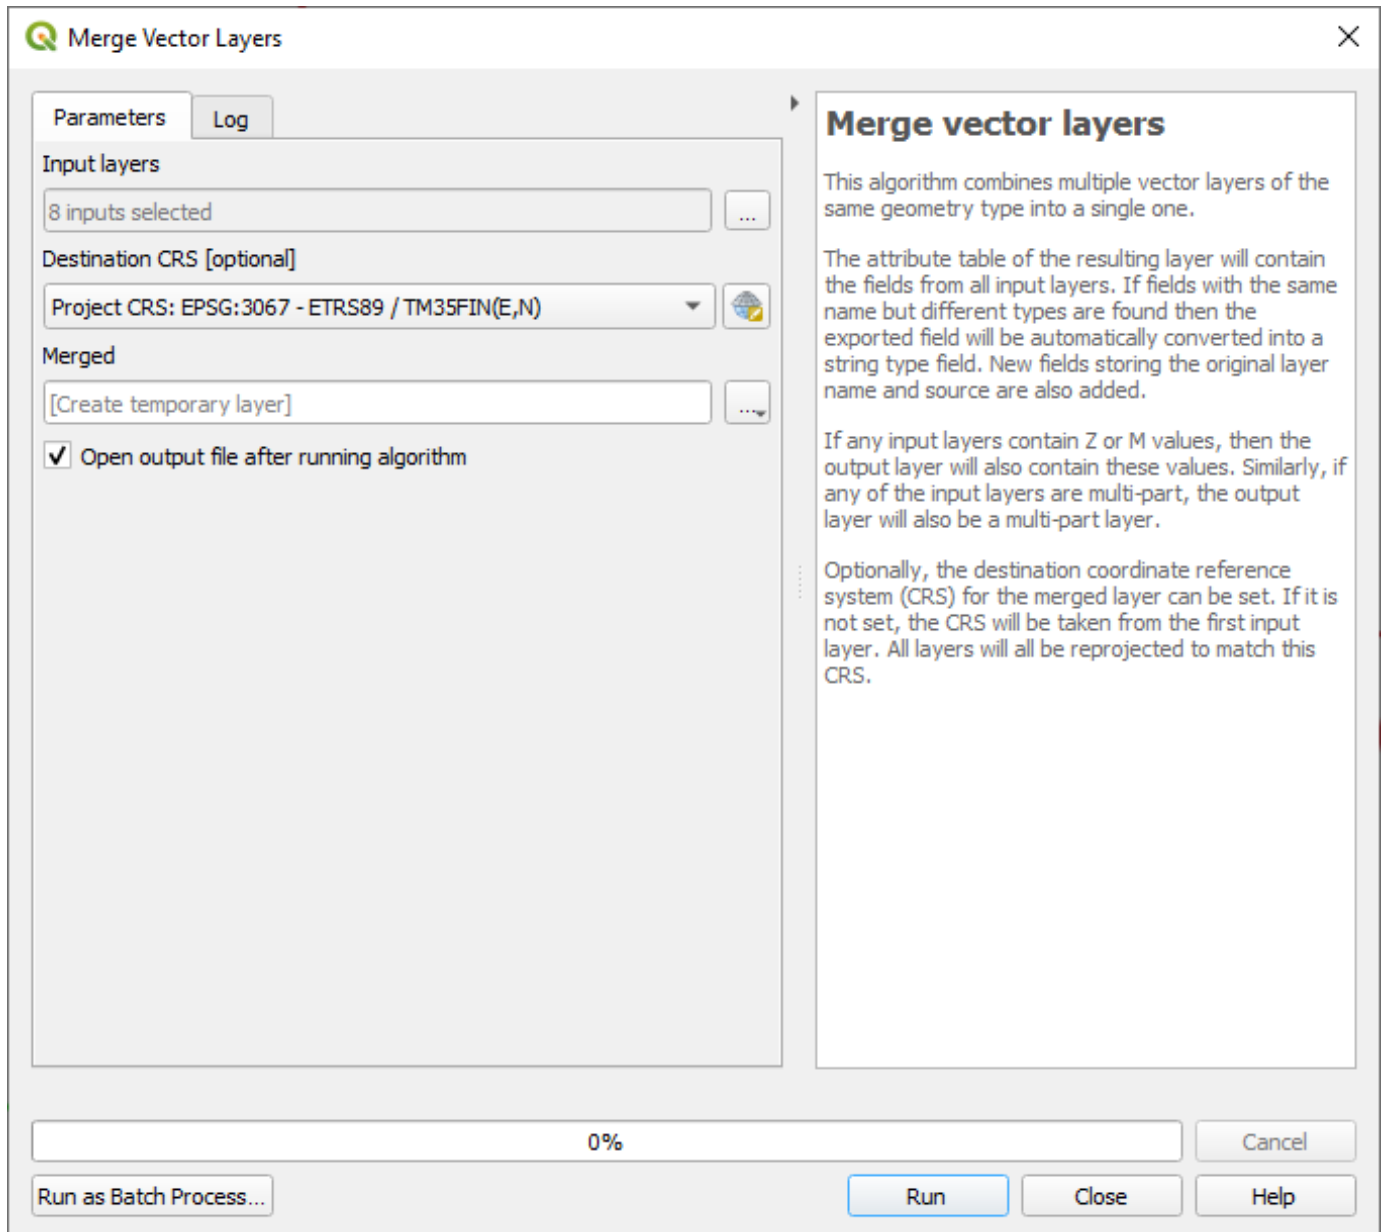 Merge Vector Layers
Parameters
Log
Input layers
8 inputs selected
...
Destination CRS [optional]
Project CRS: EPSG:3067 - ETRS89 / TM35FIN(E,N)
Merged
[Create temporary layer]
...
Open output file after running algorithm
Merge vector layers
This algorithm combines multiple vector layers of the
same geometry type into a single one.
The attribute table of the resulting layer will contain
the fields from all input layers. If fields with the same
name but different types are found then the
exported field will be automatically converted into a
string type field. New fields storing the original layer
name and source are also added.
If any input layers contain Z or M values, then the
output layer will also contain these values. Similarly, if
any of the input layers are multi-part, the output
layer will also be a multi-part layer.
Optionally, the destination coordinate reference
system (CRS) for the merged layer can be set. If it is
not set, the CRS will be taken from the first input
layer. All layers will all be reprojected to match this
CRS.
0%
Cancel
Run as Batch Process...
Run
Close
Help